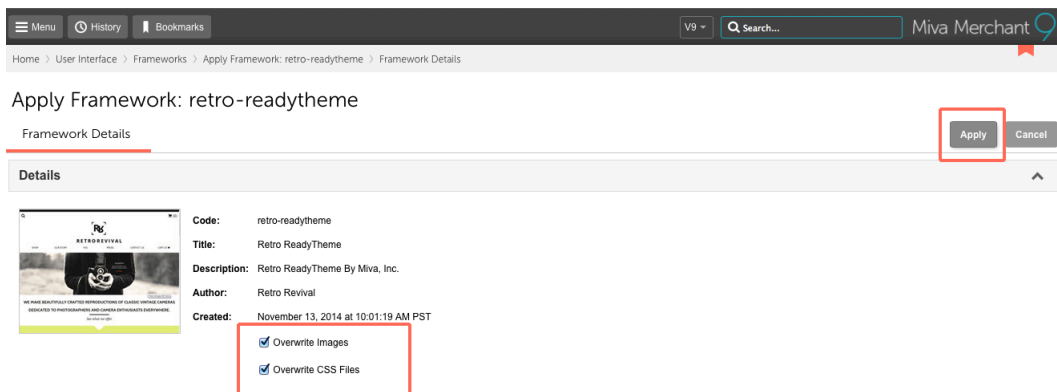 Menu History Bookmarks V9 Search... Miva Merchant 9
Home > User Interface > Frameworks > Apply Framework: retro-readytheme > Framework Details
Apply Framework: retro-readytheme
Framework Details Apply Cancel
Details
RETROREVIVAL
WE MAKE BEAUTIFULLY CRAFTED REPRODUCTIONS OF CLASSIC VINTAGE CAMERAS
DEDICATED TO PHOTOGRAPHERS AND CAMERA ENTHUSIASTS EVERYWHERE.
Code: retro-readytheme
Title: Retro ReadyTheme
Description: Retro ReadyTheme By Miva, Inc.
Author: Retro Revival
Created: November 13, 2014 at 10:01:19 AM PST
Overwrite Images
Overwrite CSS Files